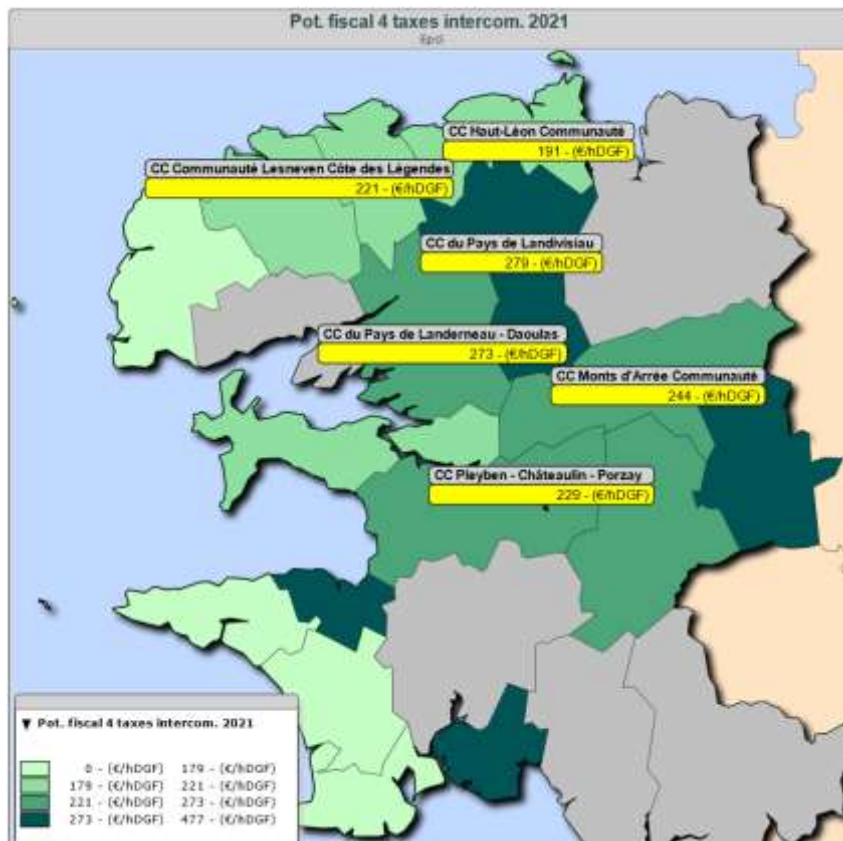 Pot. fiscal 4 taxes intercom. 2021
Epci
CC Haut-Léon Communauté
191 - (€/hDGF)
CC Communauté Lesneven Côte des Légendes
221 - (€/hDGF)
CC du Pays de Landivisiau
279 - (€/hDGF)
CC du Pays de Landerneau - Daoulas
273 - (€/hDGF)
CC Monts d'Arrée Communauté
244 - (€/hDGF)
CC Pleyben - Châteaulin - Porzay
229 - (€/hDGF)
▼ Pot. fiscal 4 taxes intercom. 2021
0 - (€/hDGF) 179 - (€/hDGF)
179 - (€/hDGF) 221 - (€/hDGF)
221 - (€/hDGF) 273 - (€/hDGF)
273 - (€/hDGF) 477 - (€/hDGF)